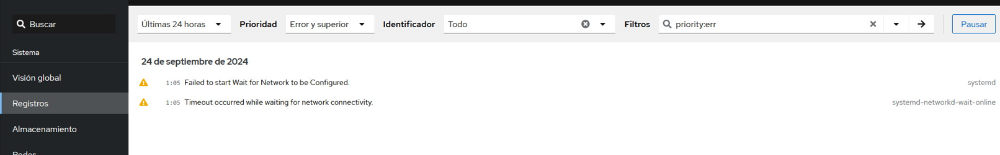 Buscar
Últimas 24 horas Prioridad Error y superior Identificador Todo Filtros priority:err Pausar
Sistema
24 de septiembre de 2024
Visión global
1:05 Failed to start Wait for Network to be Configured. systemd
Registros
1:05 Timeout occurred while waiting for network connectivity. systemd-networkd-wait-online
Almacenamiento
Redes